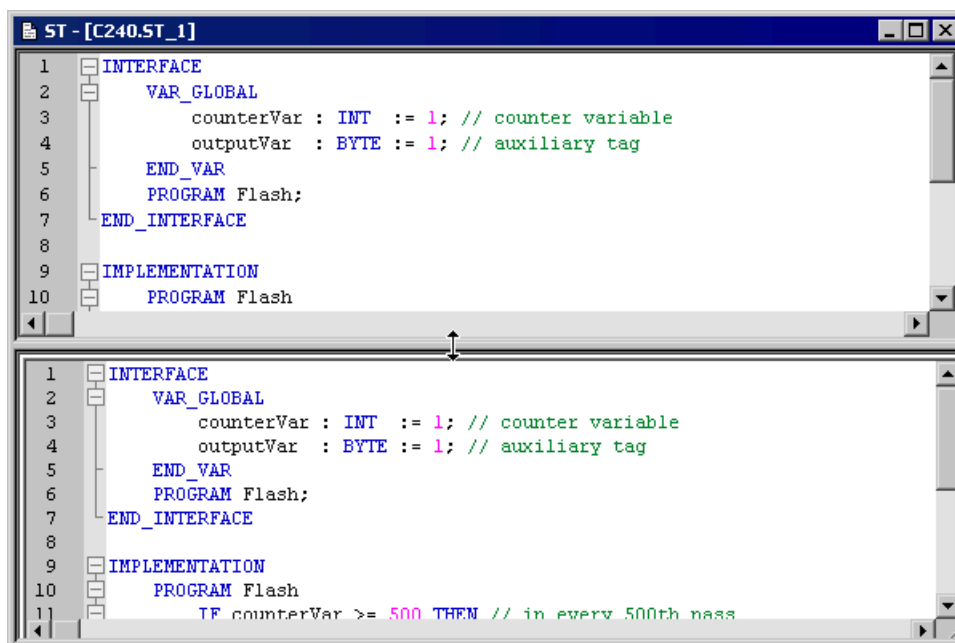 ST - [C240.ST_1]
1 INTERFACE
2 VAR_GLOBAL
3 counterVar : INT := 1; // counter variable
4 outputVar : BYTE := 1; // auxiliary tag
5 END_VAR
6 PROGRAM Flash;
7 END_INTERFACE
8
9 IMPLEMENTATION
10 PROGRAM Flash
1 INTERFACE
2 VAR_GLOBAL
3 counterVar : INT := 1; // counter variable
4 outputVar : BYTE := 1; // auxiliary tag
5 END_VAR
6 PROGRAM Flash;
7 END_INTERFACE
8
9 IMPLEMENTATION
10 PROGRAM Flash
11 IF counterVar >= 500 THEN // in every 500th pass